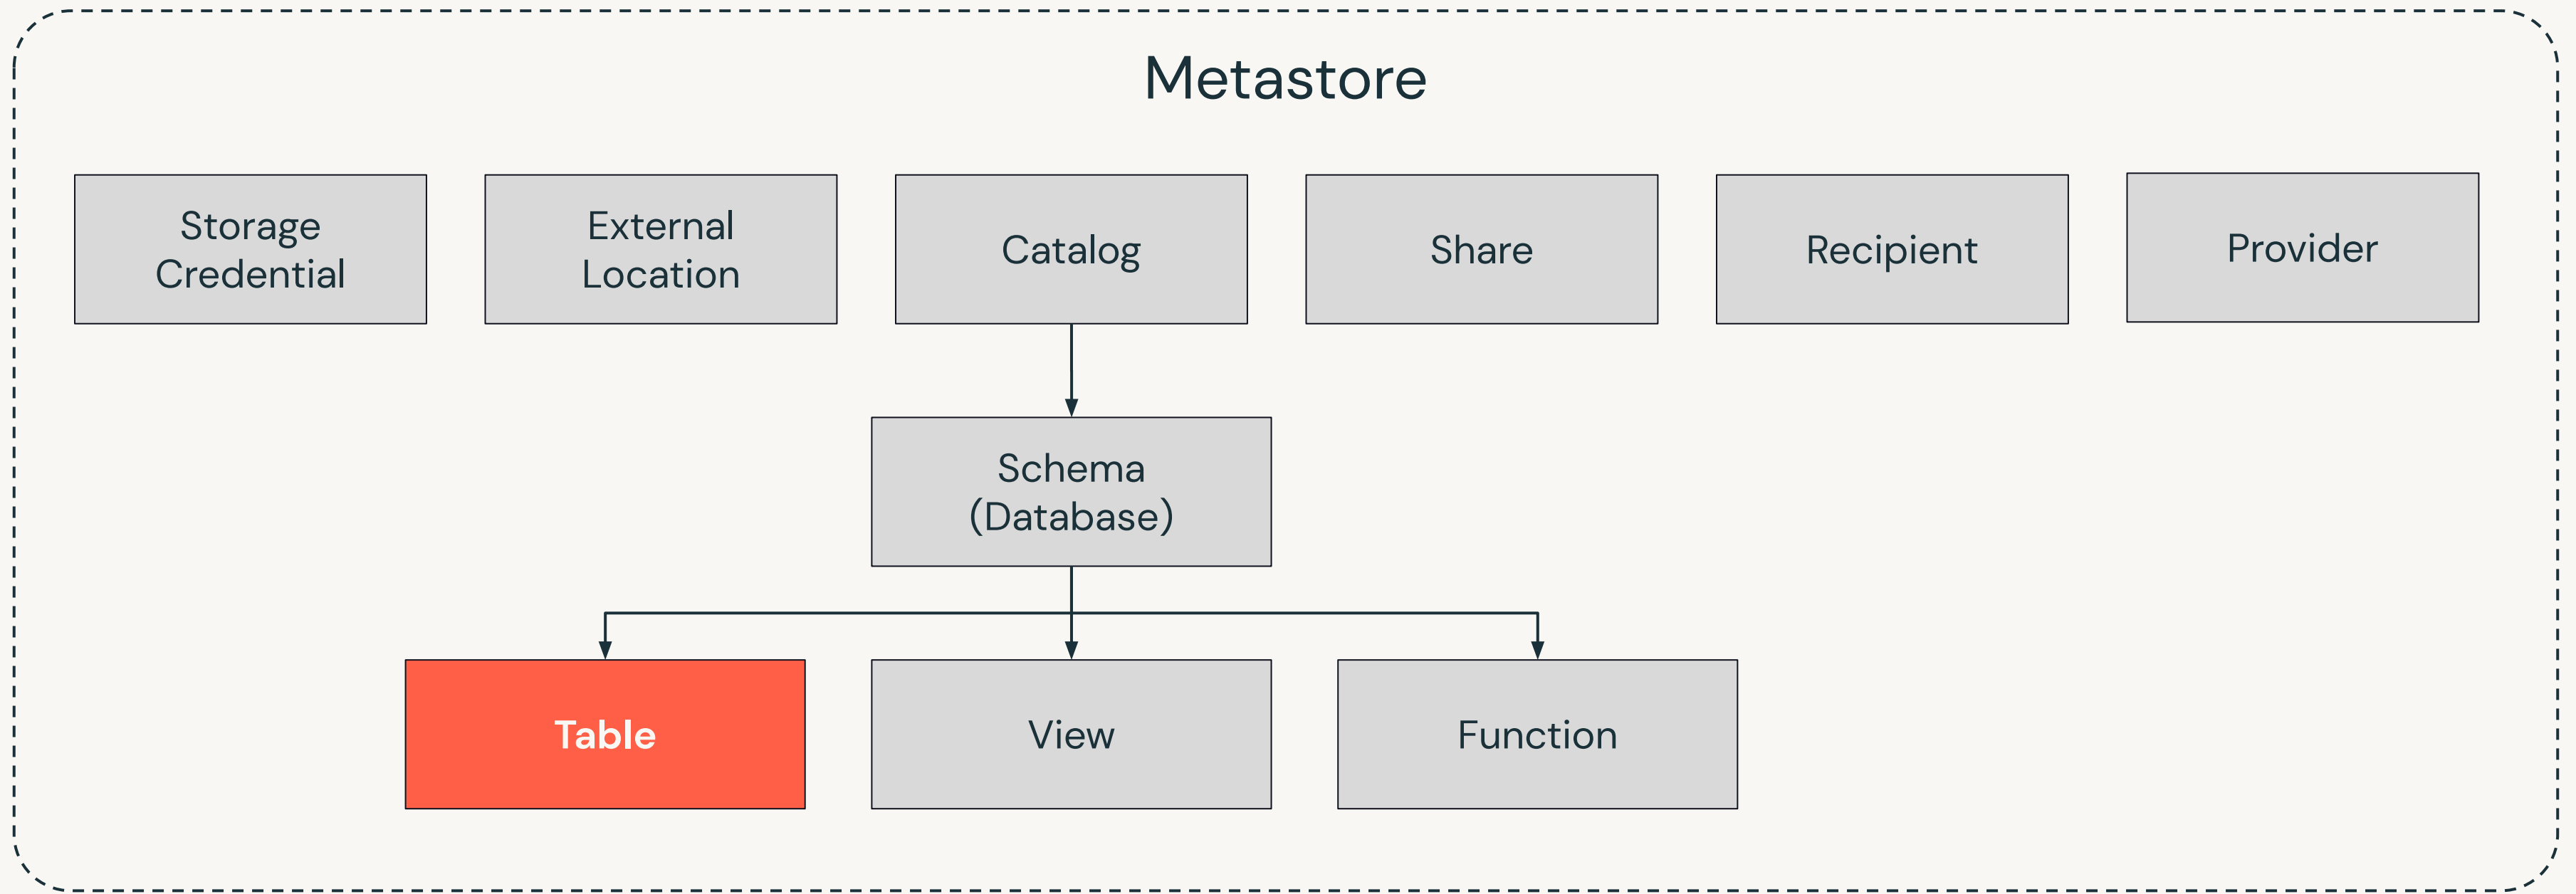 Metastore
Storage
Credential
External
Location
Catalog
Share
Recipient
Provider
Schema
(Database)
Table
View
Function